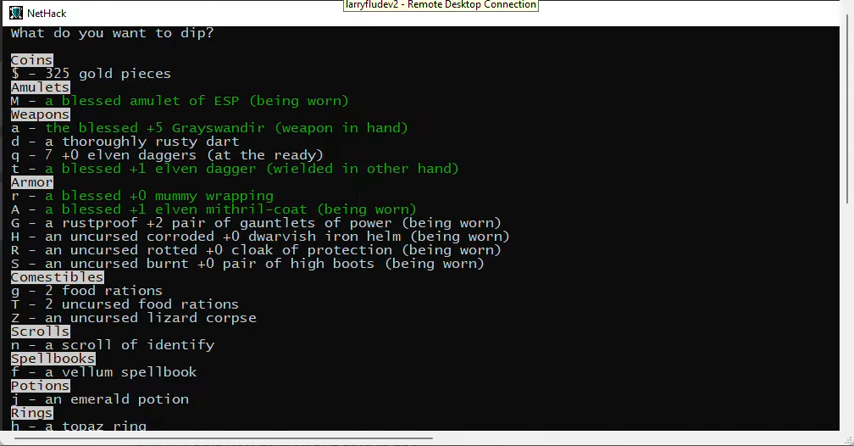 larryfludev2 - Remote Desktop Connection
NetHack
What do you want to dip?
Coins
$ - 325 gold pieces
Amulets
M - a blessed amulet of ESP (being worn)
Weapons
a - the blessed +5 Grayswandir (weapon in hand)
d - a thoroughly rusty dart
q - 7 +0 elven daggers (at the ready)
t - a blessed +1 elven dagger (wielded in other hand)
Armor
r - a blessed +0 mummy wrapping
A - a blessed +1 elven mithril-coat (being worn)
G - a rustproof +2 pair of gauntlets of power (being worn)
H - an uncursed corroded +0 dwarvish iron helm (being worn)
R - an uncursed rotted +0 cloak of protection (being worn)
S - an uncursed burnt +0 pair of high boots (being worn)
Comestibles
g - 2 food rations
T - 2 uncursed food rations
Z - an uncursed lizard corpse
Scrolls
n - a scroll of identify
Spellbooks
f - a vellum spellbook
Potions
j - an emerald potion
Rings
h - a topaz ring